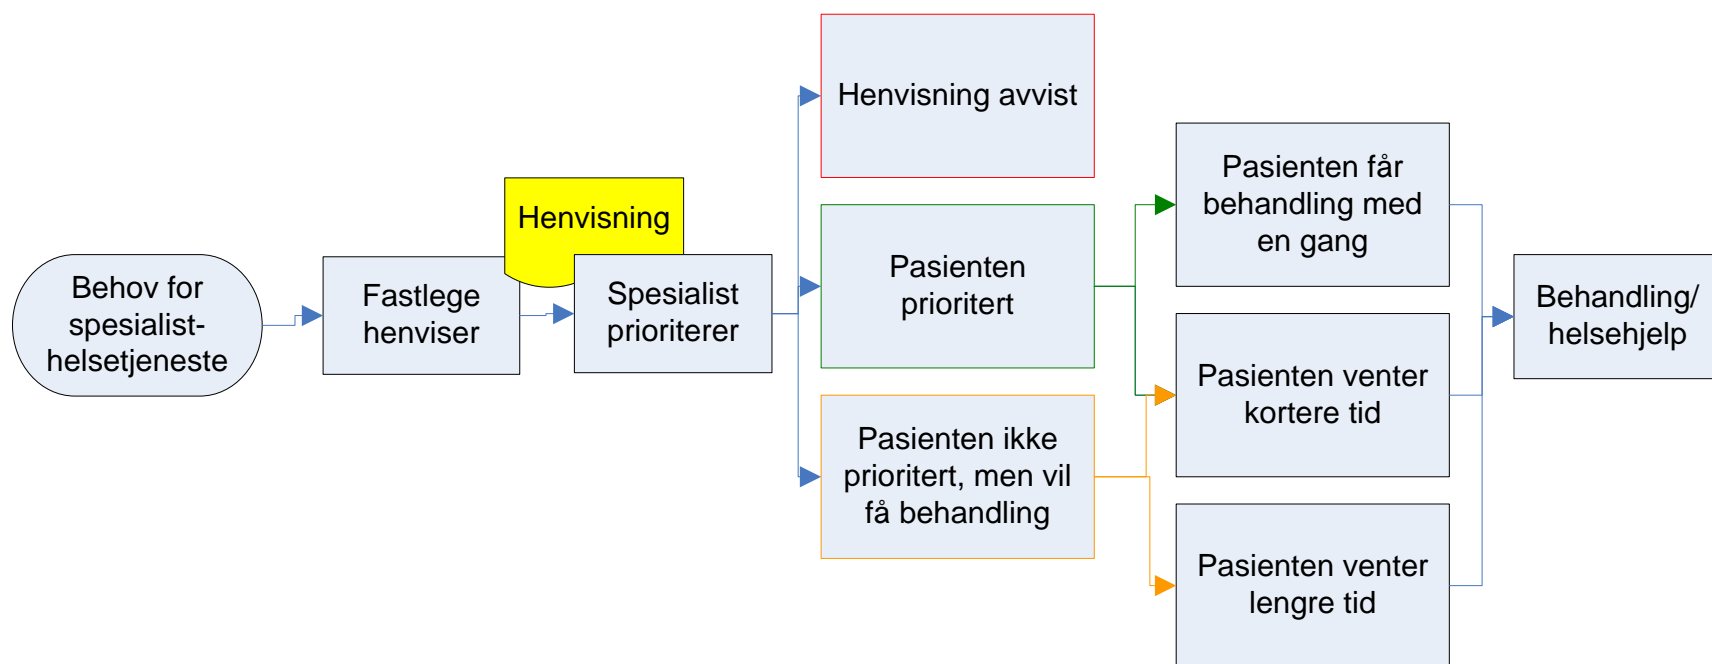 Behov for
spesialist-
helsetjeneste
Fastlege
henviser
Henvisning
Spesialist
prioriterer
Henvisning avvist
Pasienten
prioritert
Pasienten ikke
prioritert, men vil
få behandling
Pasienten får
behandling med
en gang
Pasienten venter
kortere tid
Pasienten venter
lengre tid
Behandling/
helsehjelp